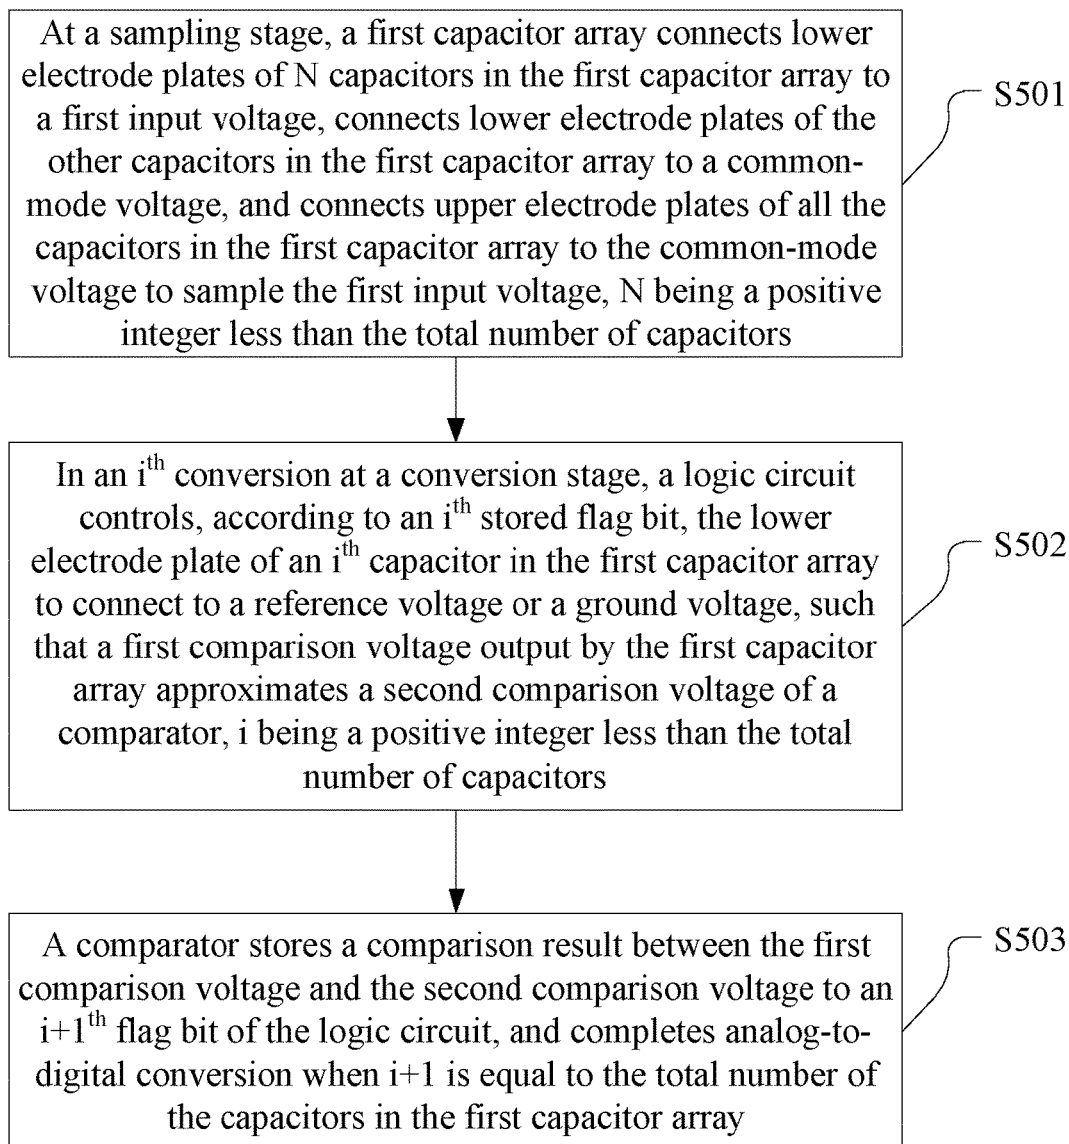 At a sampling stage, a first capacitor array connects lower
electrode plates of N capacitors in the first capacitor array to
a first input voltage, connects lower electrode plates of the
other capacitors in the first capacitor array to a common-
mode voltage, and connects upper electrode plates of all the
capacitors in the first capacitor array to the common-mode
voltage to sample the first input voltage, N being a positive
integer less than the total number of capacitors
S501
In an i^th conversion at a conversion stage, a logic circuit
controls, according to an i^th stored flag bit, the lower
electrode plate of an i^th capacitor in the first capacitor array
to connect to a reference voltage or a ground voltage, such
that a first comparison voltage output by the first capacitor
array approximates a second comparison voltage of a
comparator, i being a positive integer less than the total
number of capacitors
S502
A comparator stores a comparison result between the first
comparison voltage and the second comparison voltage to an
i+1^th flag bit of the logic circuit, and completes analog-to-
digital conversion when i+1 is equal to the total number of
the capacitors in the first capacitor array
S503